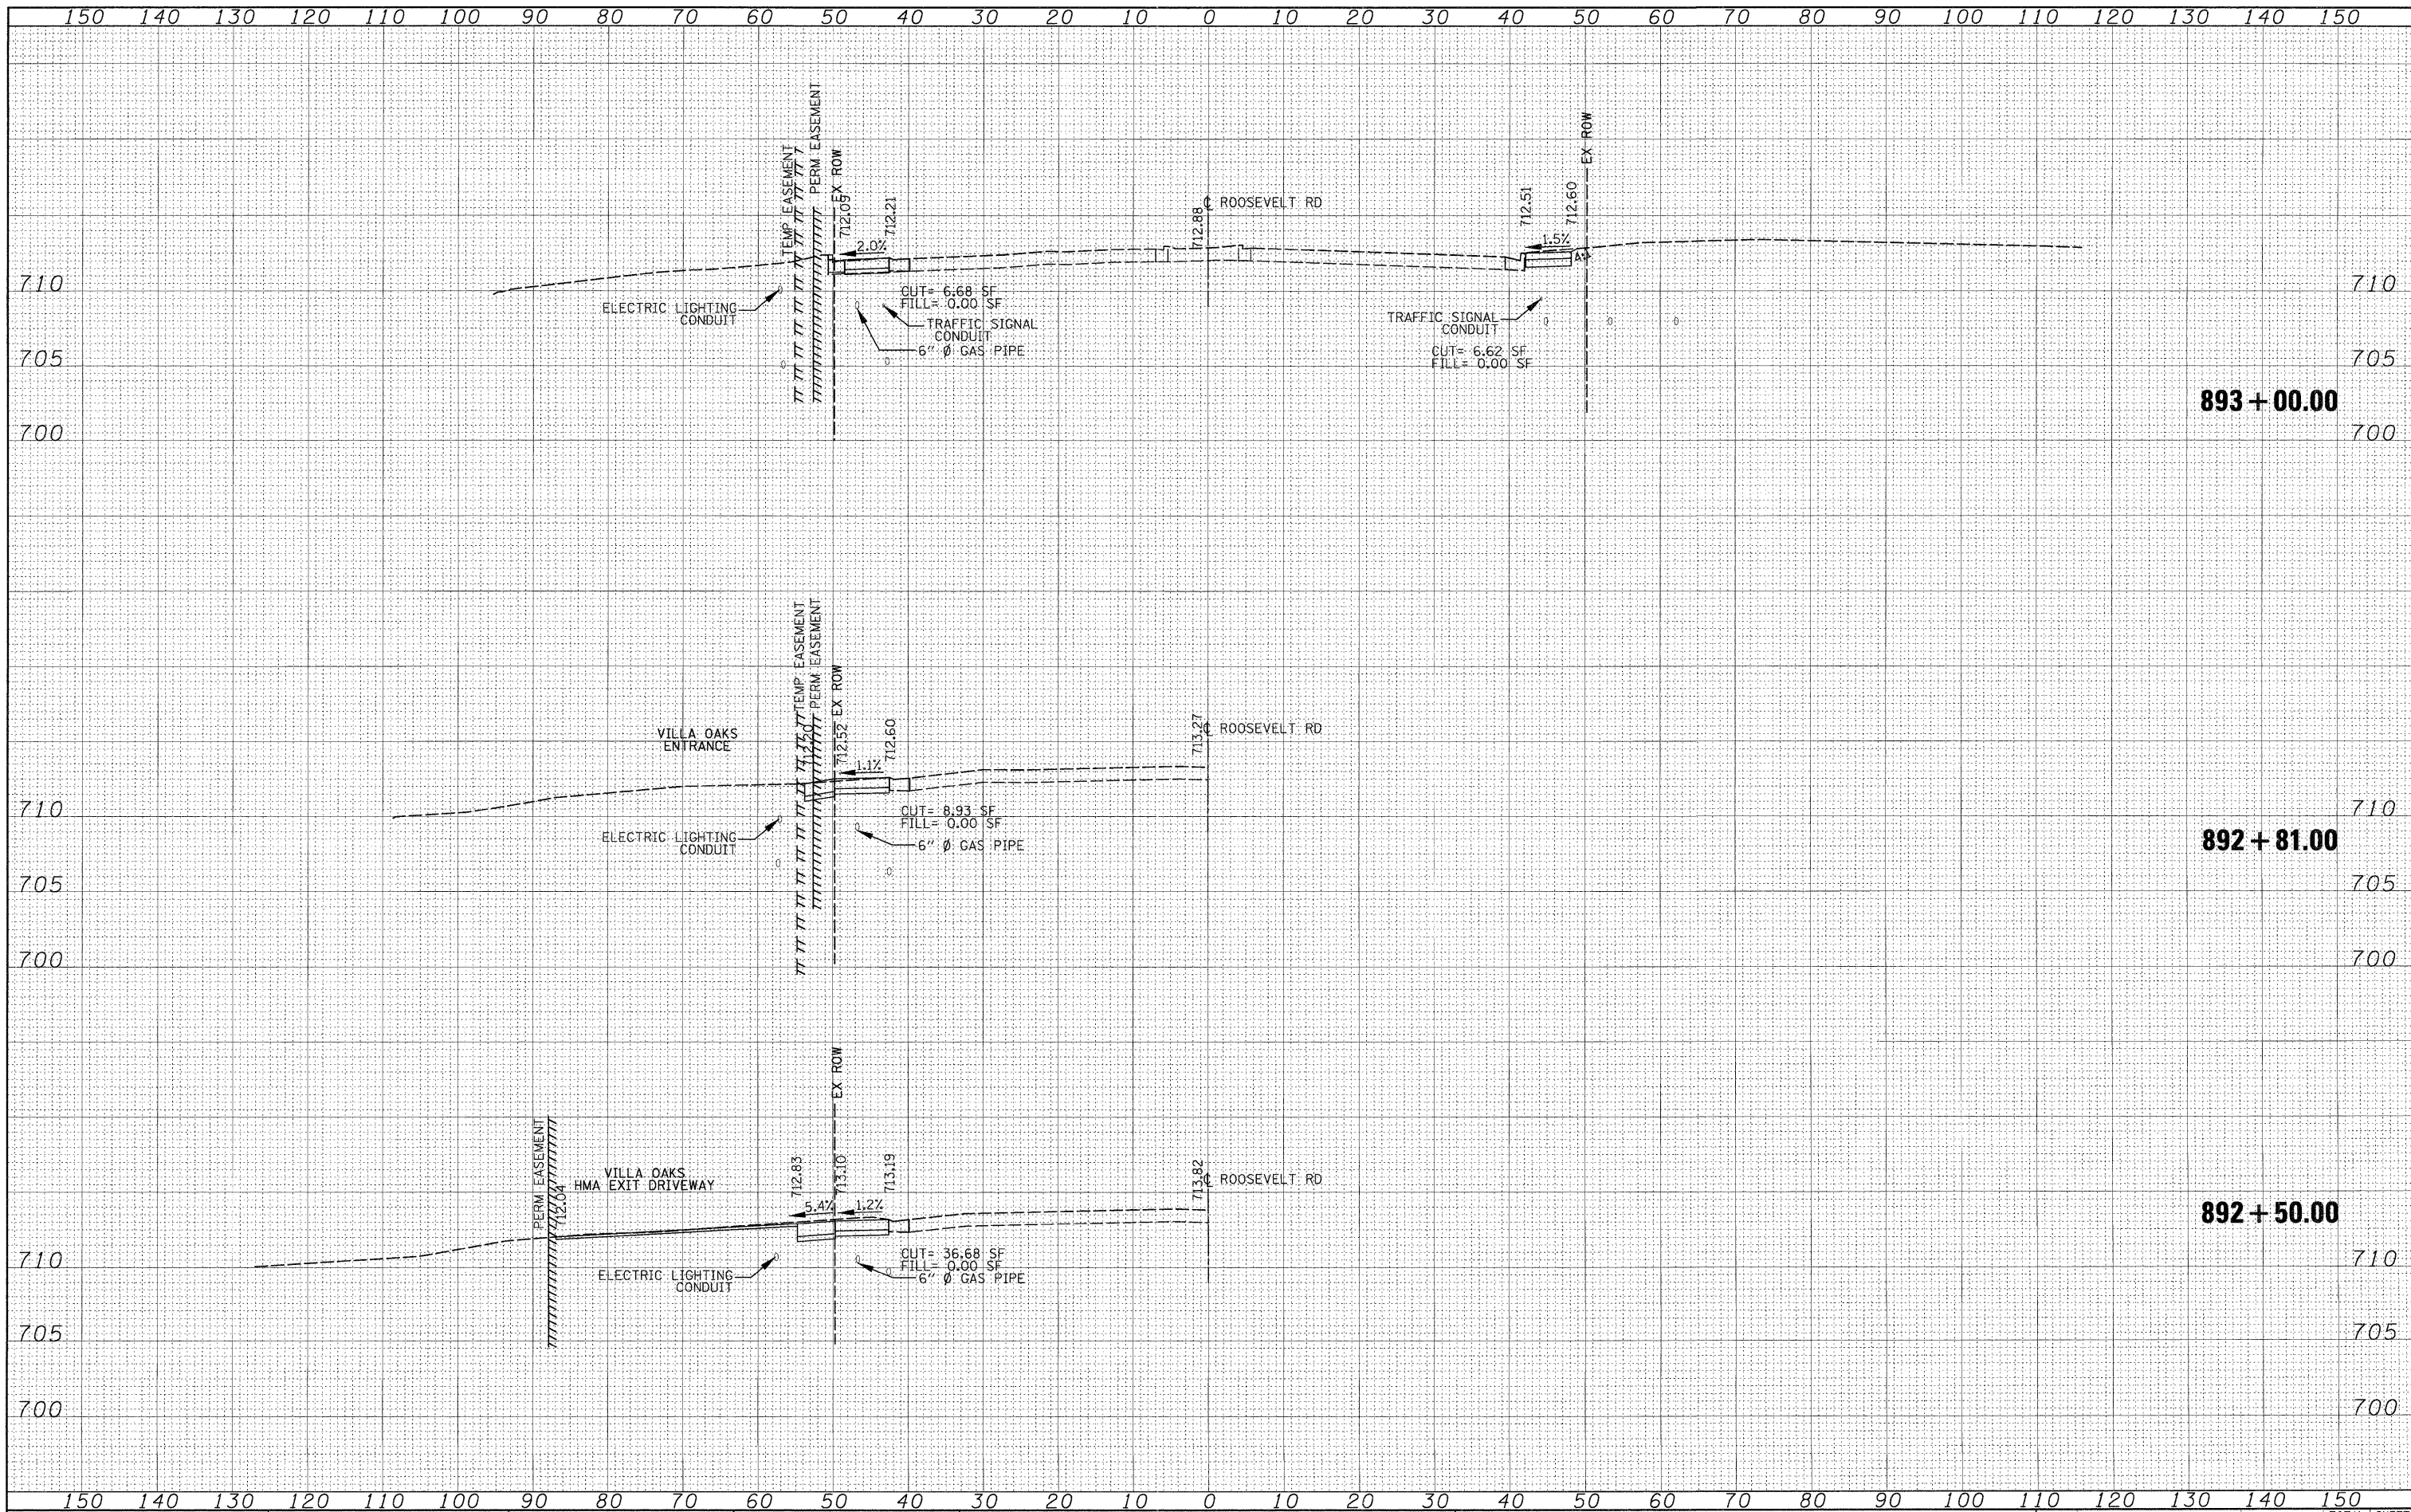 150 140 130 120 110 100 90 80 70 60 50 40 30 20 10 0 10 20 30 40 50 60 70 80 90 100 110 120 130 140 150
TEMP EASEMENT
PERM EASEMENT
EX ROW
712.09
712.21
2.0%
712.88
℄ ROOSEVELT RD
712.51
712.60
EX ROW
1.5%
4:1
710
710
ELECTRIC LIGHTING
CONDUIT
CUT= 6.68 SF
FILL= 0.00 SF
TRAFFIC SIGNAL
CONDUIT
6" Ø GAS PIPE
TRAFFIC SIGNAL
CONDUIT
CUT= 6.62 SF
FILL= 0.00 SF
705
705
893+00.00
700
700
TEMP EASEMENT
PERM EASEMENT
EX ROW
VILLA OAKS
ENTRANCE
712.20
712.52
712.60
1.1%
713.27
℄ ROOSEVELT RD
710
710
ELECTRIC LIGHTING
CONDUIT
CUT= 8.93 SF
FILL= 0.00 SF
6" Ø GAS PIPE
892+81.00
705
705
700
700
EX ROW
PERM EASEMENT
712.04
VILLA OAKS
HMA EXIT DRIVEWAY
712.83
713.10
713.19
5.4%
1.2%
713.82
℄ ROOSEVELT RD
892+50.00
710
710
ELECTRIC LIGHTING
CONDUIT
CUT= 36.68 SF
FILL= 0.00 SF
6" Ø GAS PIPE
705
705
700
700
150 140 130 120 110 100 90 80 70 60 50 40 30 20 10 0 10 20 30 40 50 60 70 80 90 100 110 120 130 140 150